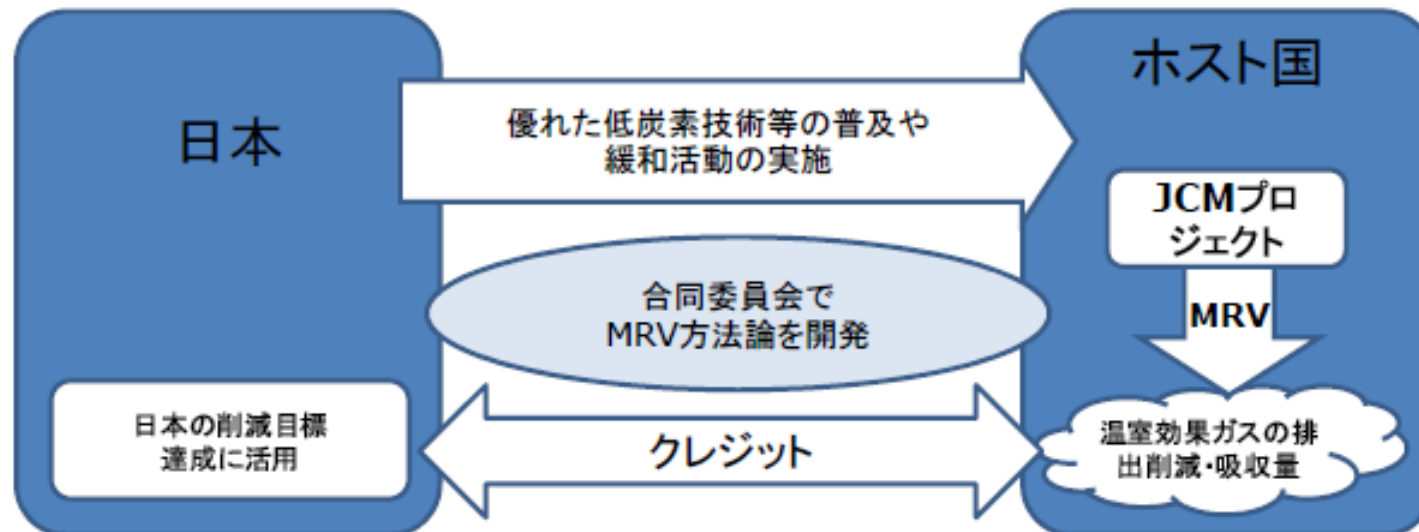 日本
ホスト国
優れた低炭素技術等の普及や
緩和活動の実施
JCMプロ
ジェクト
合同委員会で
MRV方法論を開発
MRV
日本の削減目標
達成に活用
クレジット
温室効果ガスの排
出削減・吸収量